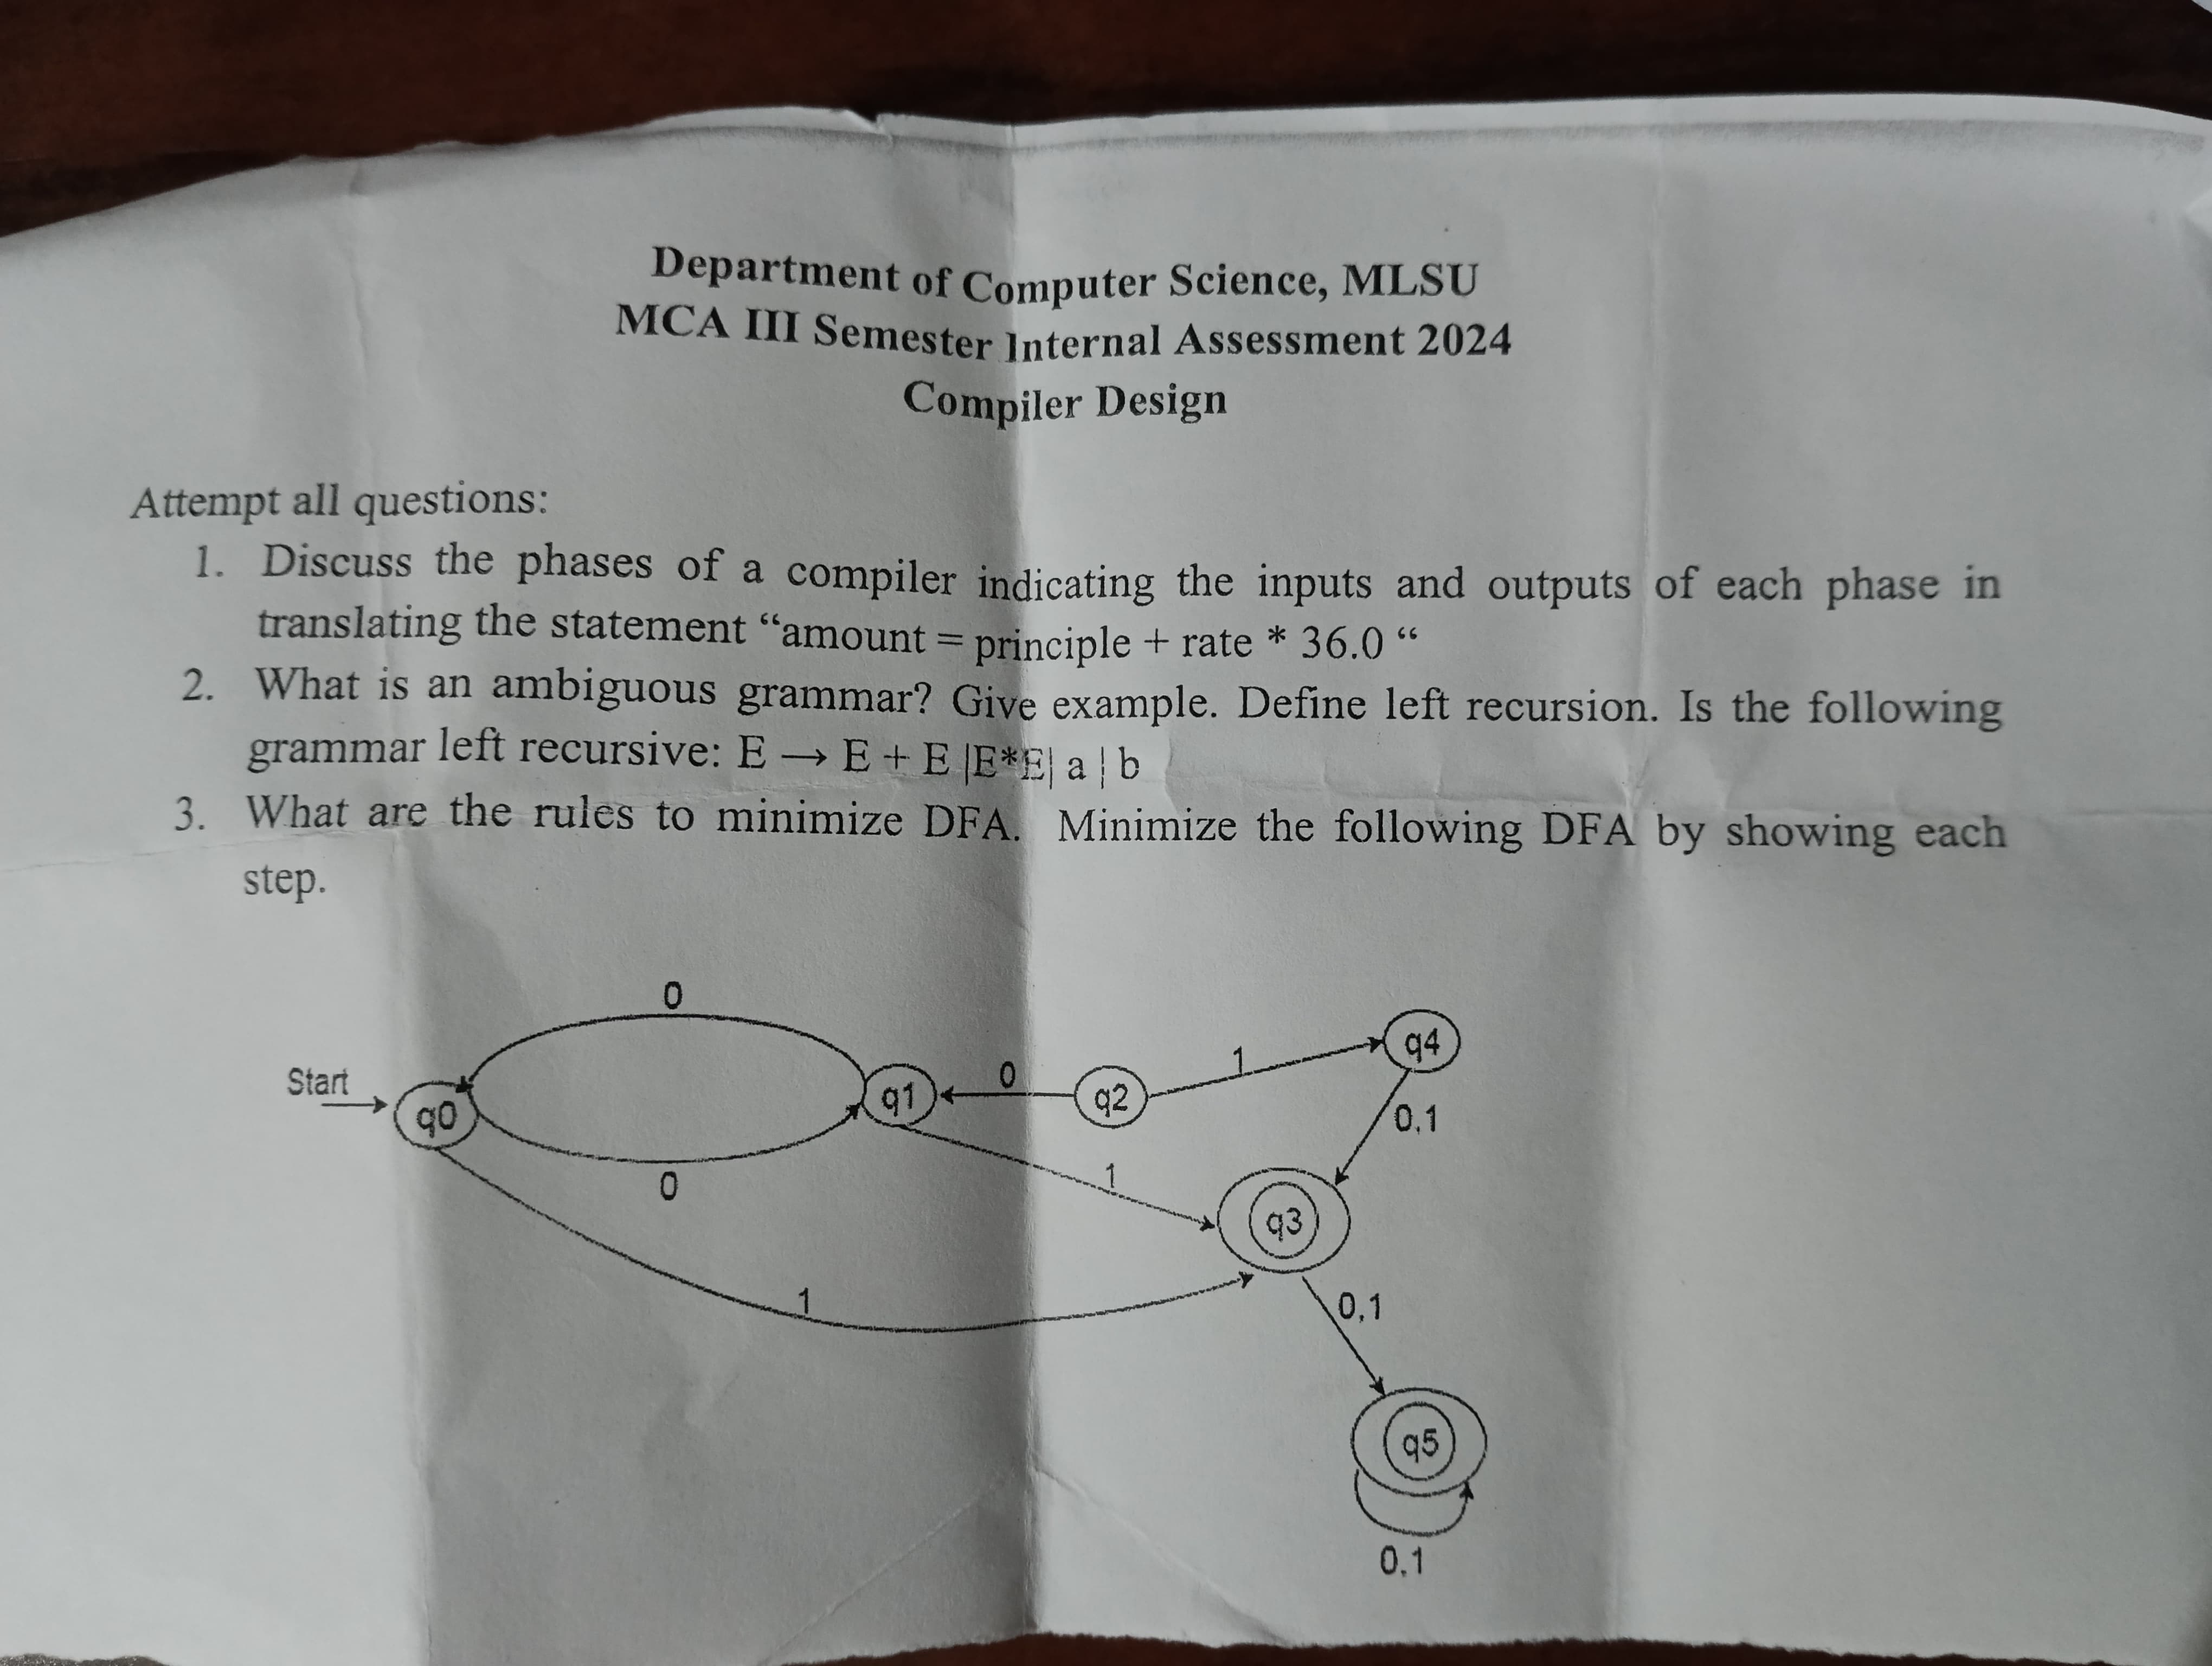 Department of Computer Science, MLSU
MCA III Semester Internal Assessment 2024
Compiler Design
Attempt all questions:
1. Discuss the phases of a compiler indicating the inputs and outputs of each phase in
translating the statement “amount = principle + rate * 36.0 “
2. What is an ambiguous grammar? Give example. Define left recursion. Is the following
grammar left recursive: E → E + E |E*E| a | b
3. What are the rules to minimize DFA. Minimize the following DFA by showing each
step.
0
Start
q0
q1
0
q2
1
q4
0,1
0
1
q3
1
0,1
q5
0,1